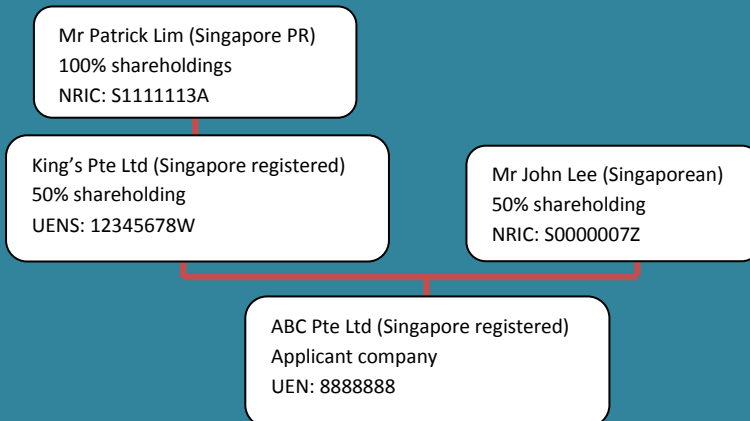 Mr Patrick Lim (Singapore PR)
100% shareholdings
NRIC: S1111113A
King’s Pte Ltd (Singapore registered)
50% shareholding
UENS: 12345678W
Mr John Lee (Singaporean)
50% shareholding
NRIC: S0000007Z
ABC Pte Ltd (Singapore registered)
Applicant company
UEN: 8888888